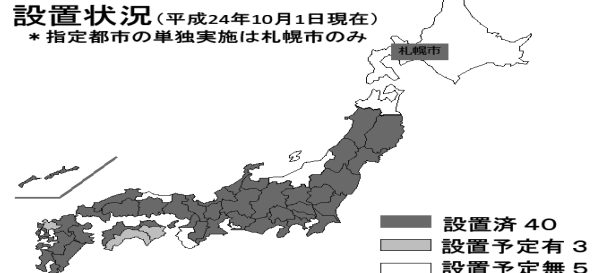 設置状況(平成24年10月1日現在)
* 指定都市の単独実施は札幌市のみ
札幌市
設置済 40
設置予定有 3
設置予定無 5